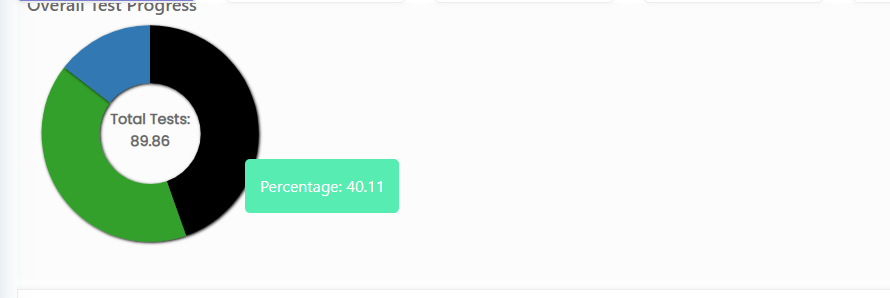 Overall Test Progress
Total Tests:
89.86
Percentage: 40.11